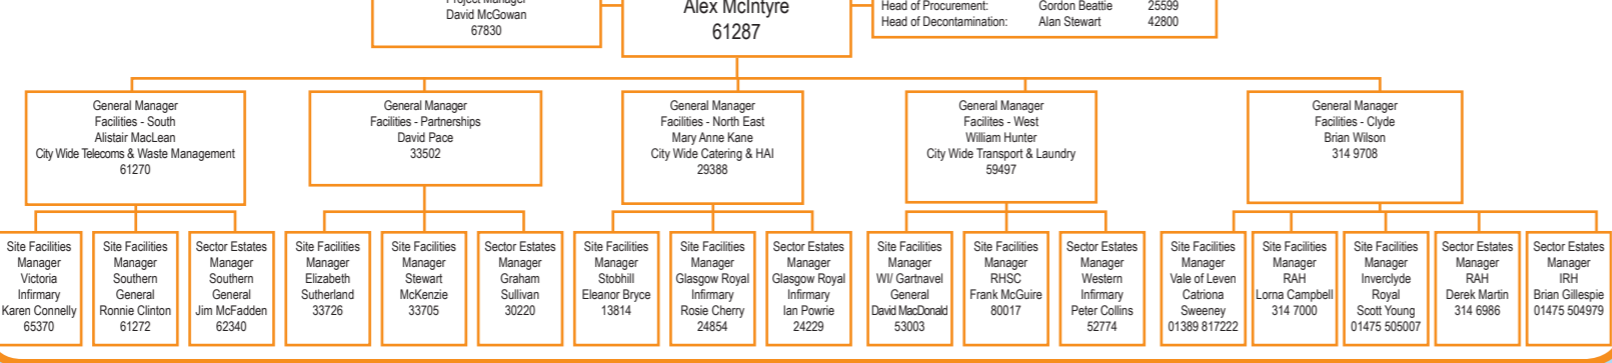 Project Manager
David McGowan
67830
Alex McIntyre
61287
Head of Procurement: Gordon Beattie 25599
Head of Decontamination: Alan Stewart 42800
General Manager
Facilities - South
Alistair MacLean
City Wide Telecoms & Waste Management
61270
General Manager
Facilities - Partnerships
David Pace
33502
General Manager
Facilities - North East
Mary Anne Kane
City Wide Catering & HAI
29388
General Manager
Facilites - West
William Hunter
City Wide Transport & Laundry
59497
General Manager
Facilities - Clyde
Brian Wilson
314 9708
Site Facilities
Manager
Victoria
Infirmary
Karen Connelly
65370
Site Facilities
Manager
Southern
General
Ronnie Clinton
61272
Sector Estates
Manager
Southern
General
Jim McFadden
62340
Site Facilities
Manager
Elizabeth
Sutherland
33726
Site Facilities
Manager
Stewart
McKenzie
33705
Sector Estates
Manager
Graham
Sullivan
30220
Site Facilities
Manager
Stobhill
Eleanor Bryce
13814
Site Facilities
Manager
Glasgow Royal
Infirmary
Rosie Cherry
24854
Sector Estates
Manager
Glasgow Royal
Infirmary
Ian Powrie
24229
Site Facilities
Manager
WI/ Gartnavel
General
David MacDonald
53003
Site Facilities
Manager
RHSC
Frank McGuire
80017
Sector Estates
Manager
Western
Infirmary
Peter Collins
52774
Site Facilities
Manager
Vale of Leven
Catriona
Sweeney
01389 817222
Site Facilities
Manager
RAH
Lorna Campbell
314 7000
Site Facilities
Manager
Inverclyde
Royal
Scott Young
01475 505007
Sector Estates
Manager
RAH
Derek Martin
314 6986
Sector Estates
Manager
IRH
Brian Gillespie
01475 504979